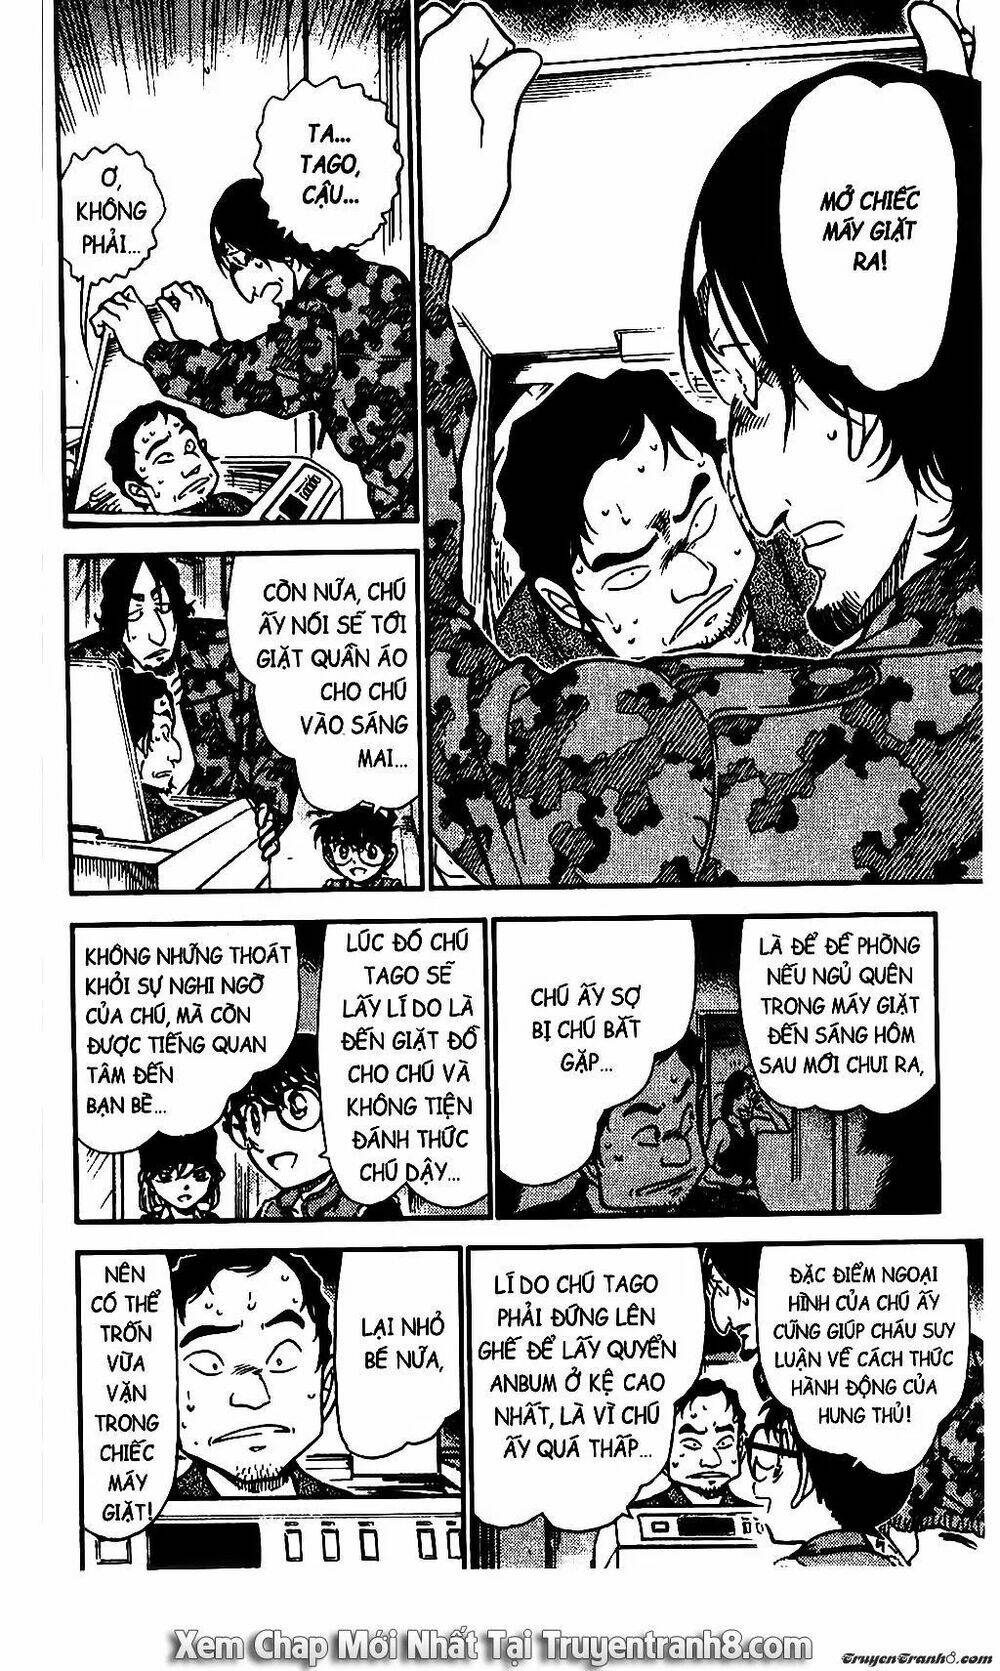 MỞ CHIẾC
MÁY GIẶT
RA!
TA...
TAGO,
CẬU...
Ơ,
KHÔNG
PHẢI...
CÒN NỮA, CHÚ
ẤY NÓI SẼ TỚI
GIẶT QUẦN ÁO
CHO CHÚ
VÀO SÁNG
MAI...
LÀ ĐỂ ĐỀ PHÒNG
NẾU NGỦ QUÊN
TRONG MÁY GIẶT
ĐẾN SÁNG HÔM
SAU MỚI CHUI RA,
CHÚ ẤY SỢ
BỊ CHÚ BẮT
GẶP...
LÚC ĐÓ CHÚ
TAGO SẼ
LẤY LÍ DO LÀ
ĐẾN GIẶT ĐỒ
CHO CHÚ VÀ
KHÔNG TIỆN
ĐÁNH THỨC
CHÚ DẬY...
KHÔNG NHỮNG THOÁT
KHỎI SỰ NGHI NGỜ
CỦA CHÚ, MÀ CÒN
ĐƯỢC TIẾNG QUAN
TÂM ĐẾN
BẠN BÈ...
ĐẶC ĐIỂM NGOẠI
HÌNH CỦA CHÚ ẤY
CŨNG GIÚP CHÁU SUY
LUẬN VỀ CÁCH THỨC
HÀNH ĐỘNG CỦA
HUNG THỦ!
LÍ DO CHÚ TAGO
PHẢI ĐỨNG LÊN
GHẾ ĐỂ LẤY QUYỂN
ANBUM Ở KỆ CAO
NHẤT, LÀ VÌ CHÚ
ẤY QUÁ THẤP...
LẠI NHỎ
BÉ NỮA,
NÊN
CÓ THỂ
TRỐN
VỪA
VẶN
TRONG
CHIẾC
MÁY
GIẶT!
Xem Chap Mới Nhất Tại Truyentranh8.com
TruyenTranh8.com